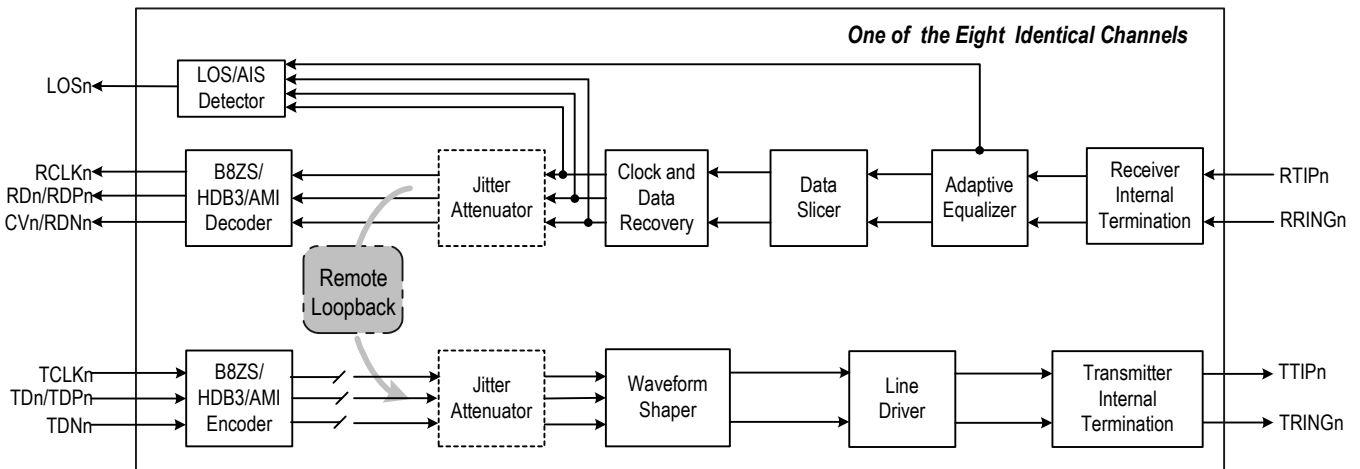 One of the Eight Identical Channels
LOSn
LOS/AIS
Detector
RCLKn
RDn/RDPn
CVn/RDNn
B8ZS/
HDB3/AMI
Decoder
Jitter
Attenuator
Clock and
Data
Recovery
Data
Slicer
Adaptive
Equalizer
Receiver
Internal
Termination
RTIPn
RRINGn
Remote
Loopback
TCLKn
TDn/TDPn
TDNn
B8ZS/
HDB3/AMI
Encoder
Jitter
Attenuator
Waveform
Shaper
Line
Driver
Transmitter
Internal
Termination
TTIPn
TRINGn